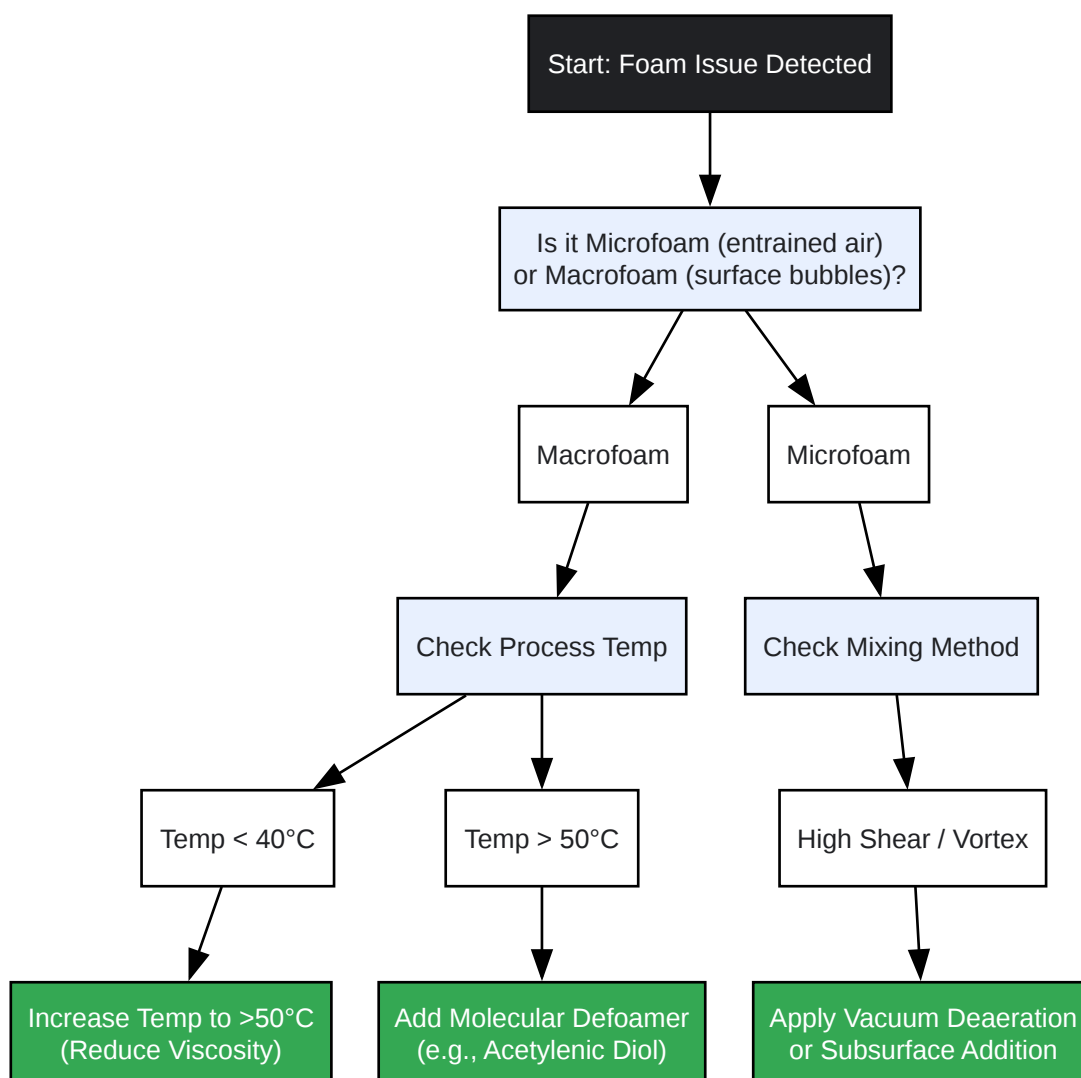 Start: Foam Issue Detected
Is it Microfoam (entrained air)
or Macrofoam (surface bubbles)?
Macrofoam
Microfoam
Check Process Temp
Check Mixing Method
Temp < 40°C
Temp > 50°C
High Shear / Vortex
Increase Temp to >50°C
(Reduce Viscosity)
Add Molecular Defoamer
(e.g., Acetylenic Diol)
Apply Vacuum Deaeration
or Subsurface Addition